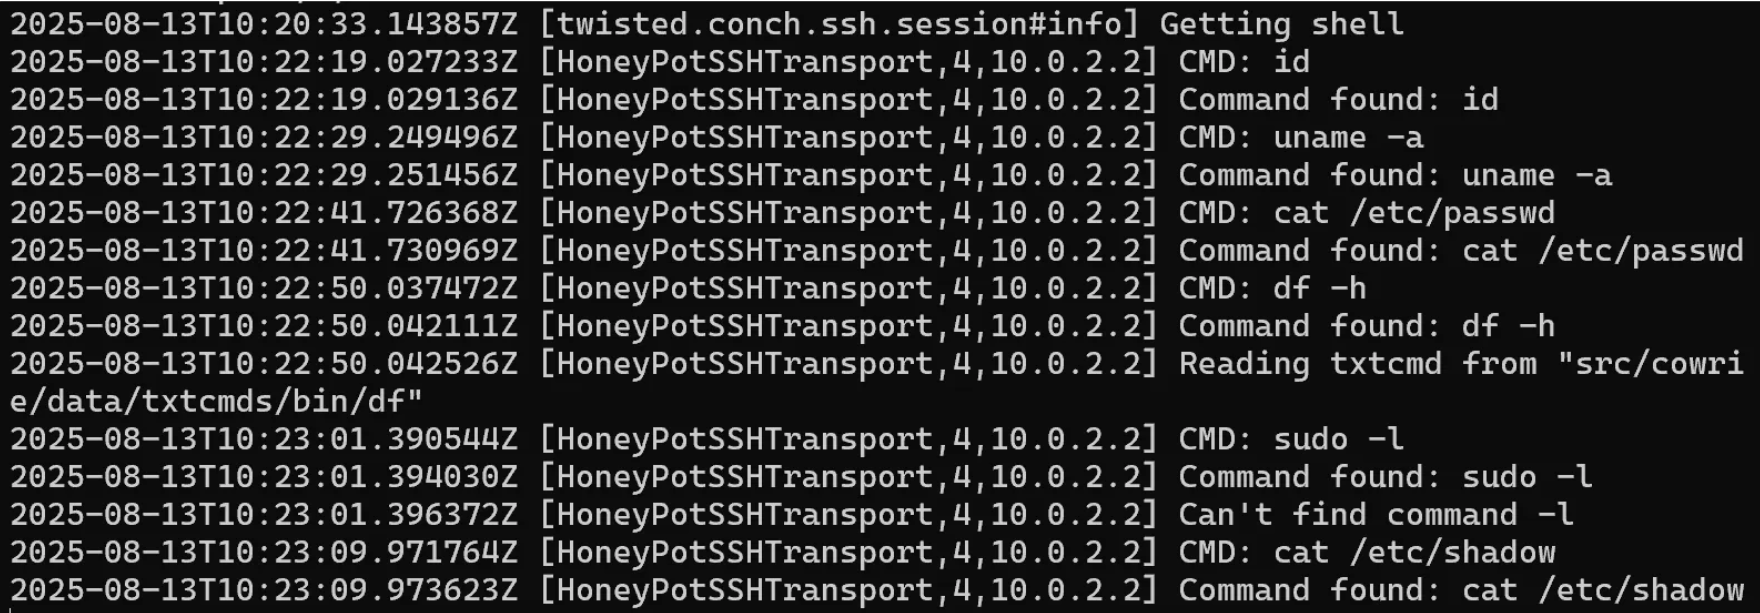 2025-08-13T10:20:33.143857Z [twisted.conch.ssh.session#info] Getting shell
2025-08-13T10:22:19.027233Z [HoneyPotSSHTransport,4,10.0.2.2] CMD: id
2025-08-13T10:22:19.029136Z [HoneyPotSSHTransport,4,10.0.2.2] Command found: id
2025-08-13T10:22:29.249496Z [HoneyPotSSHTransport,4,10.0.2.2] CMD: uname -a
2025-08-13T10:22:29.251456Z [HoneyPotSSHTransport,4,10.0.2.2] Command found: uname -a
2025-08-13T10:22:41.726368Z [HoneyPotSSHTransport,4,10.0.2.2] CMD: cat /etc/passwd
2025-08-13T10:22:41.730969Z [HoneyPotSSHTransport,4,10.0.2.2] Command found: cat /etc/passwd
2025-08-13T10:22:50.037472Z [HoneyPotSSHTransport,4,10.0.2.2] CMD: df -h
2025-08-13T10:22:50.042111Z [HoneyPotSSHTransport,4,10.0.2.2] Command found: df -h
2025-08-13T10:22:50.042526Z [HoneyPotSSHTransport,4,10.0.2.2] Reading txtcmd from "src/cowri
e/data/txtcmds/bin/df"
2025-08-13T10:23:01.390544Z [HoneyPotSSHTransport,4,10.0.2.2] CMD: sudo -l
2025-08-13T10:23:01.394030Z [HoneyPotSSHTransport,4,10.0.2.2] Command found: sudo -l
2025-08-13T10:23:01.396372Z [HoneyPotSSHTransport,4,10.0.2.2] Can't find command -l
2025-08-13T10:23:09.971764Z [HoneyPotSSHTransport,4,10.0.2.2] CMD: cat /etc/shadow
2025-08-13T10:23:09.973623Z [HoneyPotSSHTransport,4,10.0.2.2] Command found: cat /etc/shadow